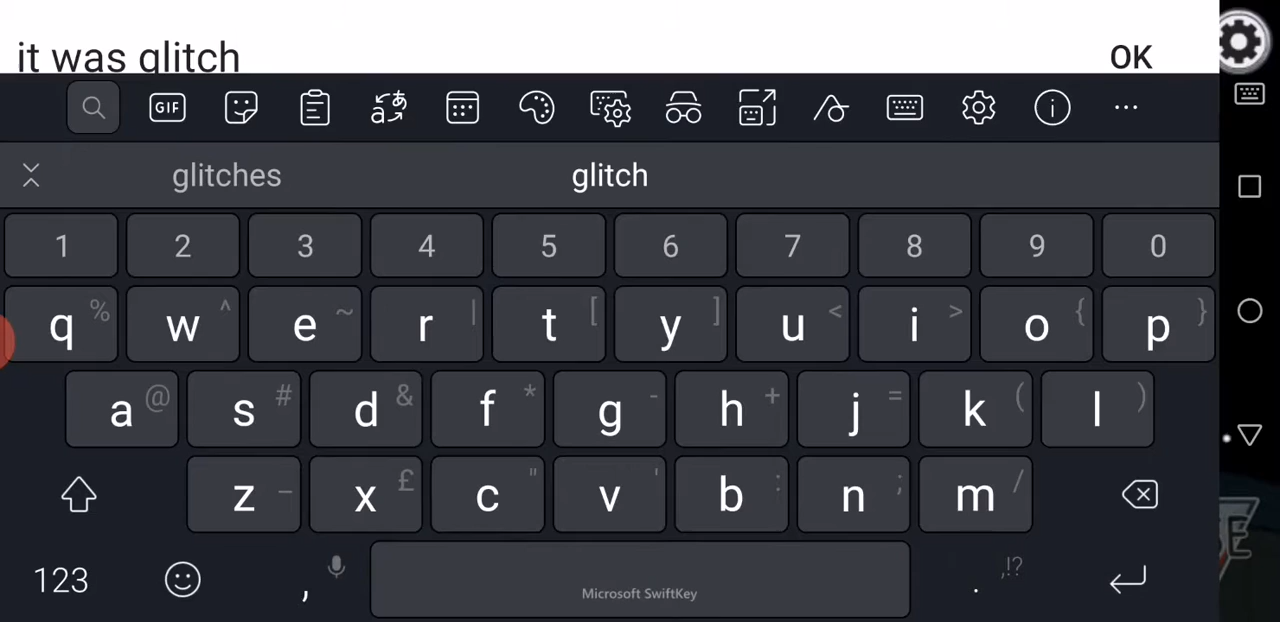 it was glitch
OK
GIF
glitches glitch
1 2 3 4 5 6 7 8 9 0
q % w ^ e ~ r | t [ y ] u < i > o { p }
a @ s # d & f * g - h + j = k ( l )
z – x £ c " v ' b : n ; m /
123 , Microsoft SwiftKey . ,!?